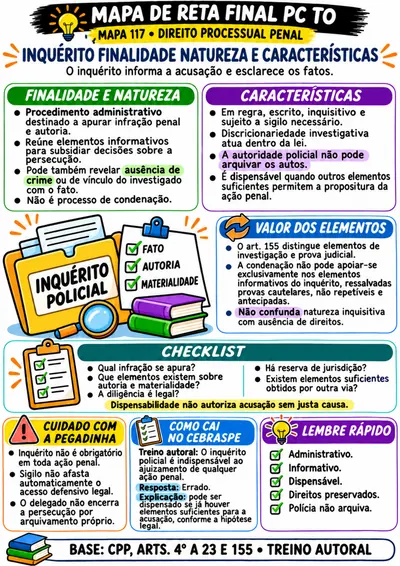 MAPA DE RETA FINAL PC TO
MAPA 117 • DIREITO PROCESSUAL PENAL
INQUÉRITO FINALIDADE NATUREZA E CARACTERÍSTICAS
O inquérito informa a acusação e esclarece os fatos.
FINALIDADE E NATUREZA
• Procedimento administrativo
destinado a apurar infração penal
e autoria.
• Reúne elementos informativos
para subsidiar decisões sobre a
persecução.
• Pode também revelar ausência de
crime ou de vínculo do investigado
com o fato.
• Não é processo de condenação.
CARACTERÍSTICAS
• Em regra, escrito, inquisitivo e
sujeito a sigilo necessário.
• Discricionariedade investigativa
atua dentro da lei.
• A autoridade policial não pode
arquivar os autos.
• É dispensável quando outros elementos
suficientes permitem a propositura da
ação penal.
INQUÉRITO
POLICIAL
FATO
AUTORIA
MATERIALIDADE
VALOR DOS ELEMENTOS
• O art. 155 distingue elementos de
investigação e prova judicial.
• A condenação não pode apoiar-se
exclusivamente nos elementos
informativos do inquérito, ressalvadas
provas cautelares, não repetíveis e
antecipadas.
• Não confunda natureza inquisitiva
com ausência de direitos.
CHECKLIST
• Qual infração se apura?
• Que elementos existem sobre
autoria e materialidade?
• A diligência é legal?
• Há reserva de jurisdição?
• Existem elementos suficientes
obtidos por outra via?
Dispensabilidade não autoriza acusação sem justa causa.
CUIDADO COM
A PEGADINHA
• Inquérito não é obrigatório
em toda ação penal.
• Sigilo não afasta
automaticamente o
acesso defensivo legal.
• O delegado não encerra
a persecução por
arquivamento próprio.
COMO CAI
NO CEBRASPE
Treino autoral: O inquérito
policial é indispensável ao
ajuizamento de qualquer
ação penal.
Resposta: Errado.
Explicação: pode ser
dispensado se já houver
elementos suficientes para a
acusação, conforme a hipótese
legal.
LEMBRE RÁPIDO
Administrativo.
Informativo.
Dispensável.
Direitos preservados.
Polícia não arquiva.
BASE: CPP, ARTS. 4º A 23 E 155 • TREINO AUTORAL